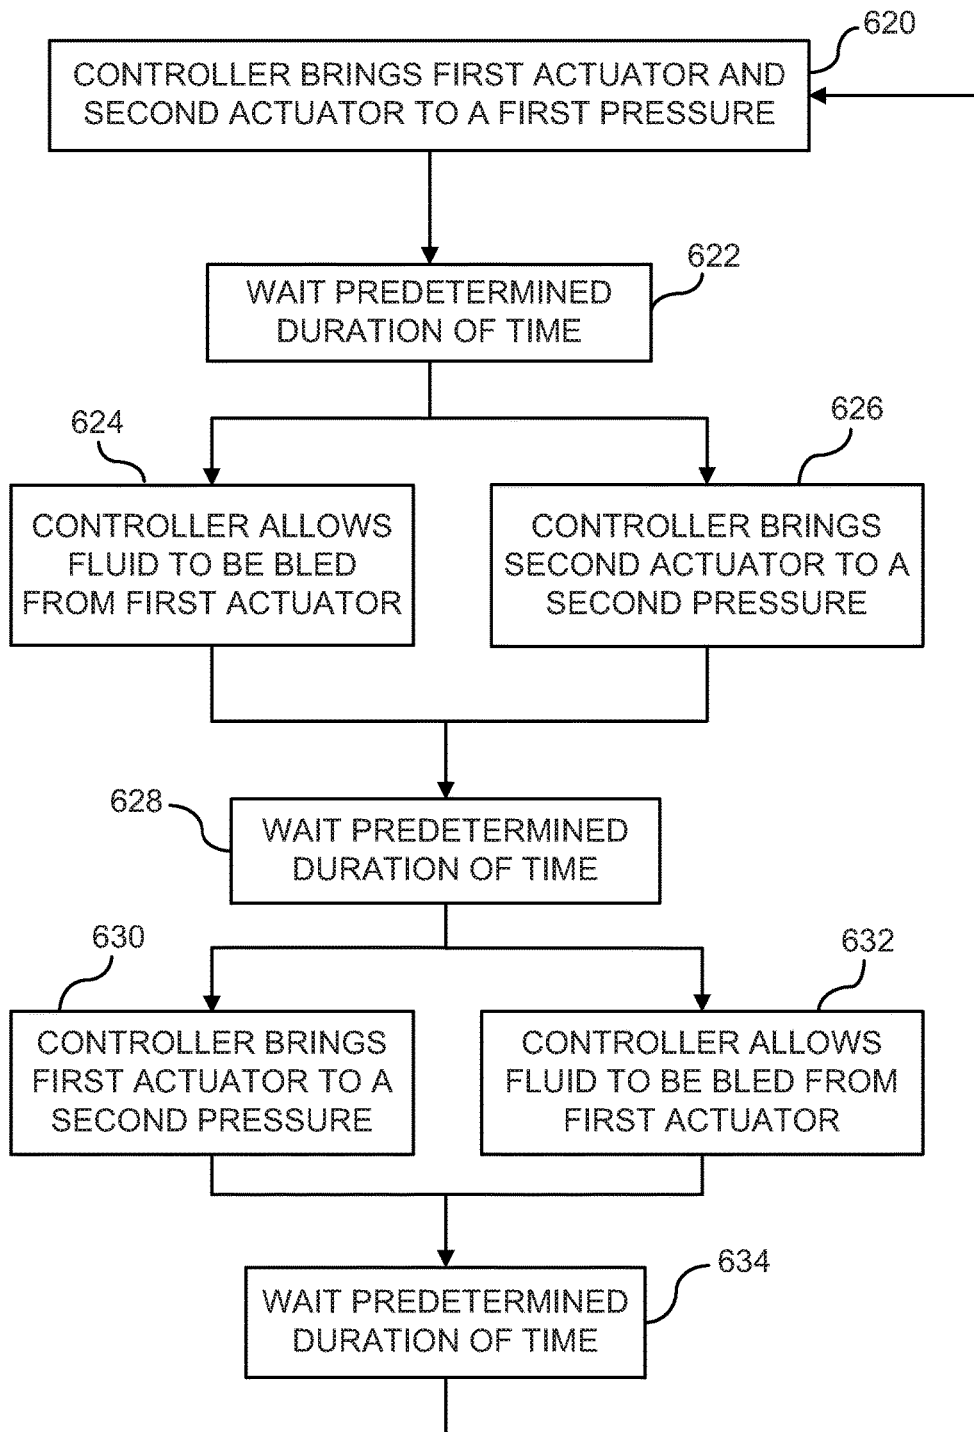 620
CONTROLLER BRINGS FIRST ACTUATOR AND
SECOND ACTUATOR TO A FIRST PRESSURE
622
WAIT PREDETERMINED
DURATION OF TIME
624
626
CONTROLLER ALLOWS
FLUID TO BE BLED
FROM FIRST ACTUATOR
CONTROLLER BRINGS
SECOND ACTUATOR TO A
SECOND PRESSURE
628
WAIT PREDETERMINED
DURATION OF TIME
630
632
CONTROLLER BRINGS
FIRST ACTUATOR TO A
SECOND PRESSURE
CONTROLLER ALLOWS
FLUID TO BE BLED FROM
FIRST ACTUATOR
634
WAIT PREDETERMINED
DURATION OF TIME